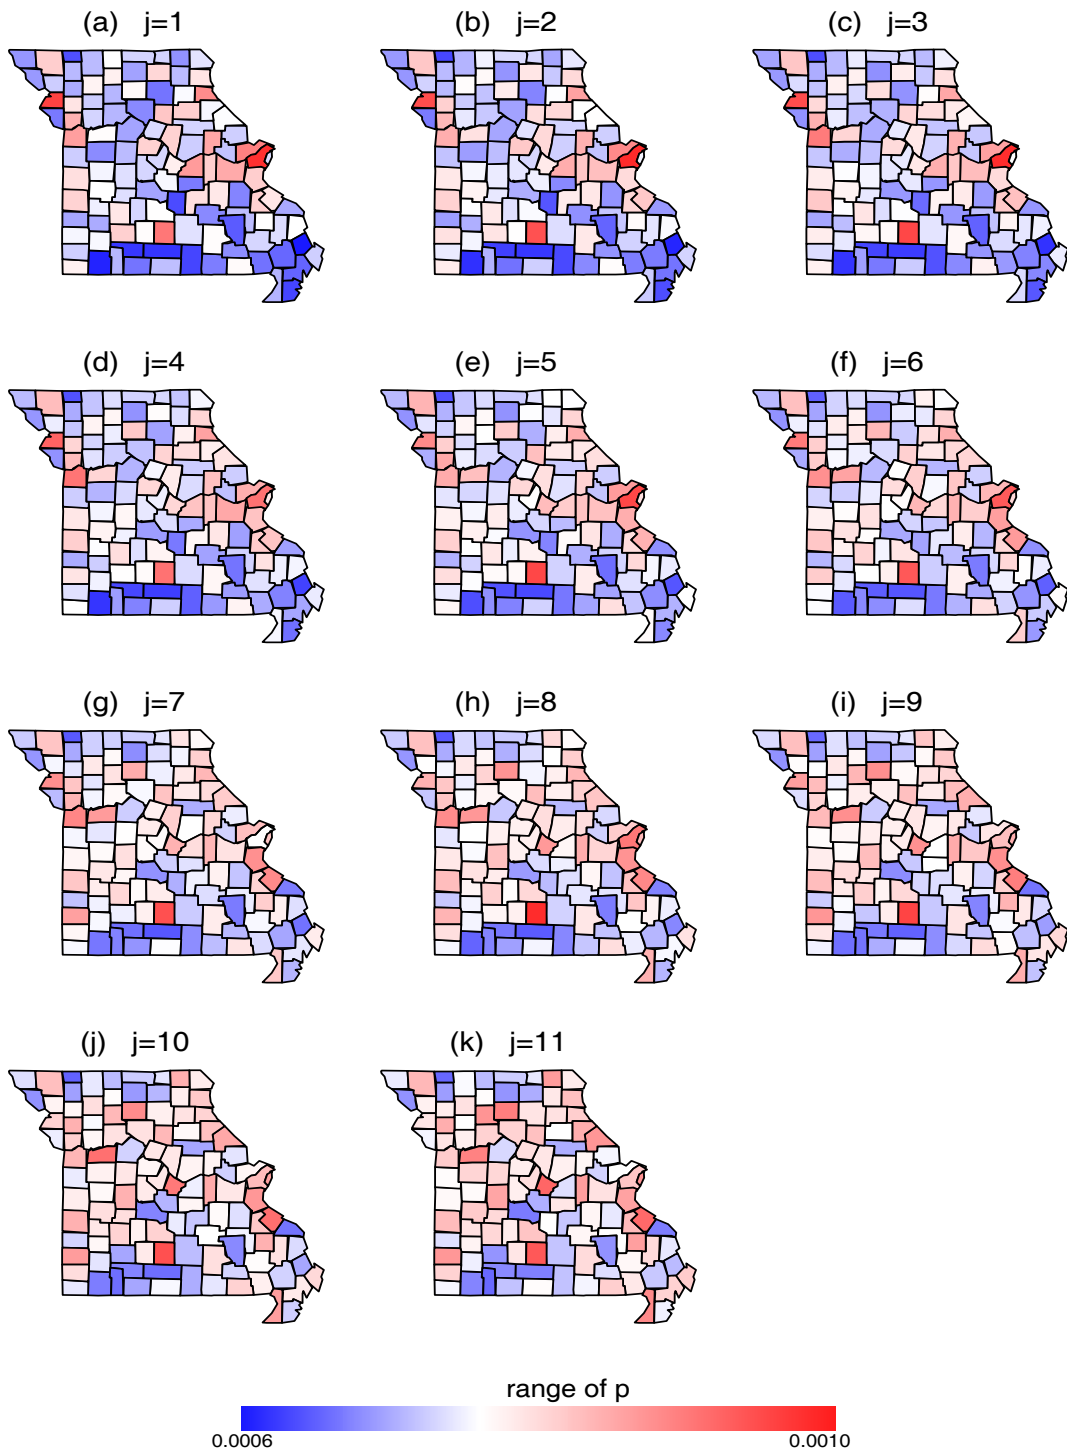 (a) j=1
(b) j=2
(c) j=3
(d) j=4
(e) j=5
(f) j=6
(g) j=7
(h) j=8
(i) j=9
(j) j=10
(k) j=11
range of p
0.0006
0.0010